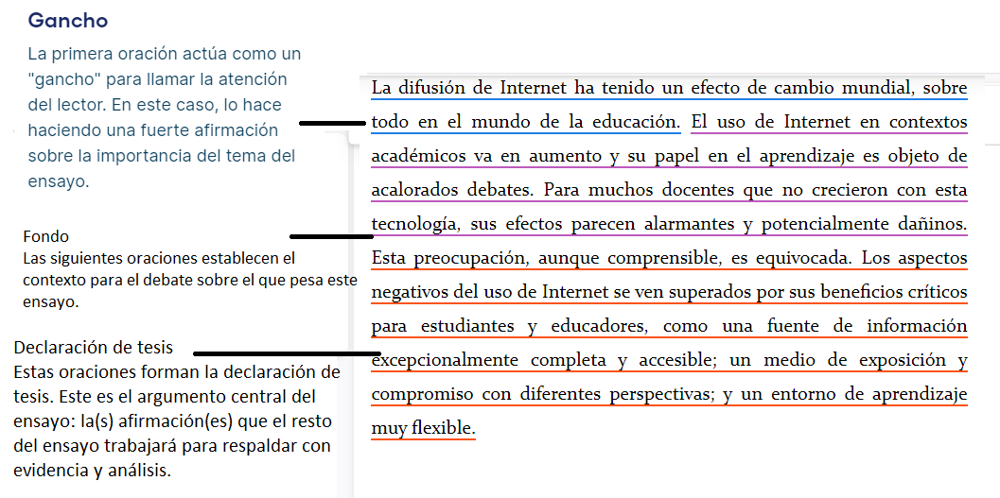 Gancho
La primera oración actúa como un
"gancho" para llamar la atención
del lector. En este caso, lo hace
haciendo una fuerte afirmación
sobre la importancia del tema del
ensayo.
Fondo
Las siguientes oraciones establecen el
contexto para el debate sobre el que pesa este
ensayo.
Declaración de tesis
Estas oraciones forman la declaración de
tesis. Este es el argumento central del
ensayo: la(s) afirmación(es) que el resto
del ensayo trabajará para respaldar con
evidencia y análisis.
La difusión de Internet ha tenido un efecto de cambio mundial, sobre
todo en el mundo de la educación. El uso de Internet en contextos
académicos va en aumento y su papel en el aprendizaje es objeto de
acalorados debates. Para muchos docentes que no crecieron con esta
tecnología, sus efectos parecen alarmantes y potencialmente dañinos.
Esta preocupación, aunque comprensible, es equivocada. Los aspectos
negativos del uso de Internet se ven superados por sus beneficios críticos
para estudiantes y educadores, como una fuente de información
excepcionalmente completa y accesible; un medio de exposición y
compromiso con diferentes perspectivas; y un entorno de aprendizaje
muy flexible.